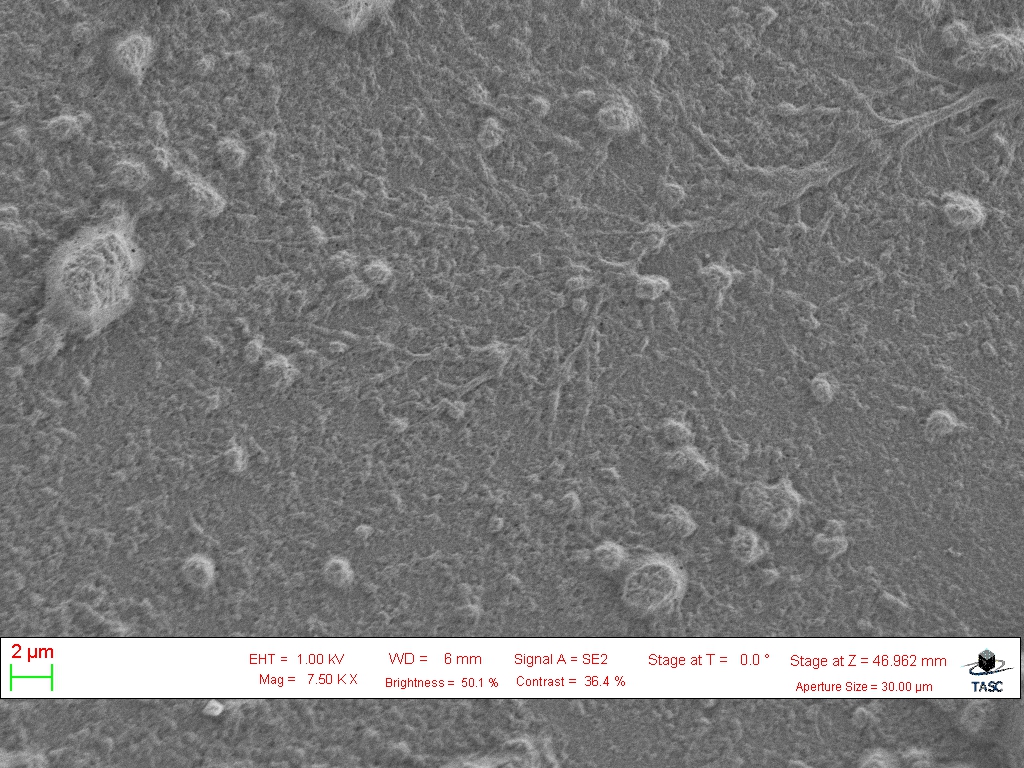 2 µm
EHT = 1.00 kV WD = 6 mm Signal A = SE2 Stage at T = 0.0 ° Stage at Z = 46.962 mm
Mag = 7.50 K X Brightness = 50.1 % Contrast = 36.4 % Aperture Size = 30.00 µm
TASC